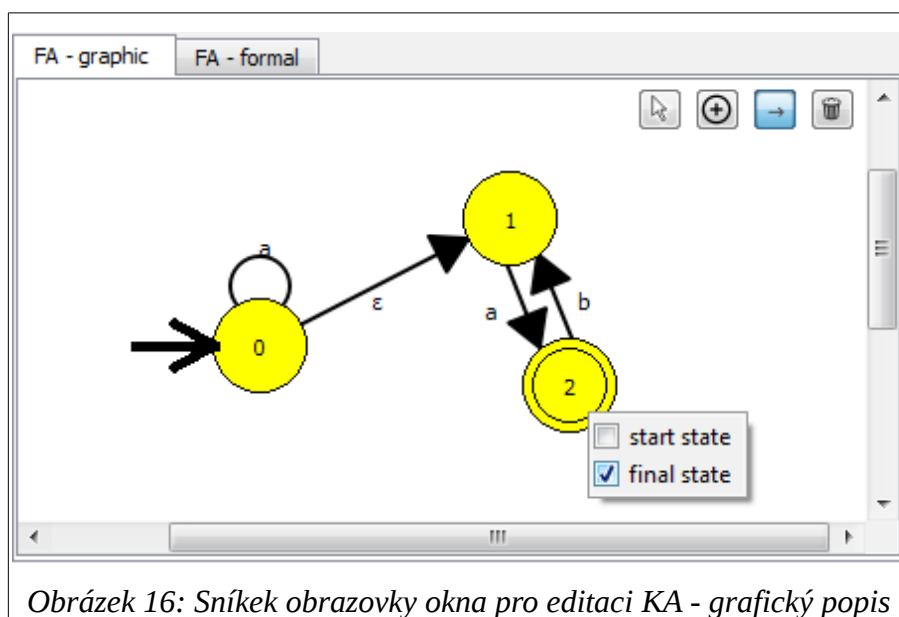 FA - graphic
FA - formal
→
1
a
ε
a
b
0
2
start state
final state
Obrázek 16: Sníkek obrazovky okna pro editaci KA - grafický popis